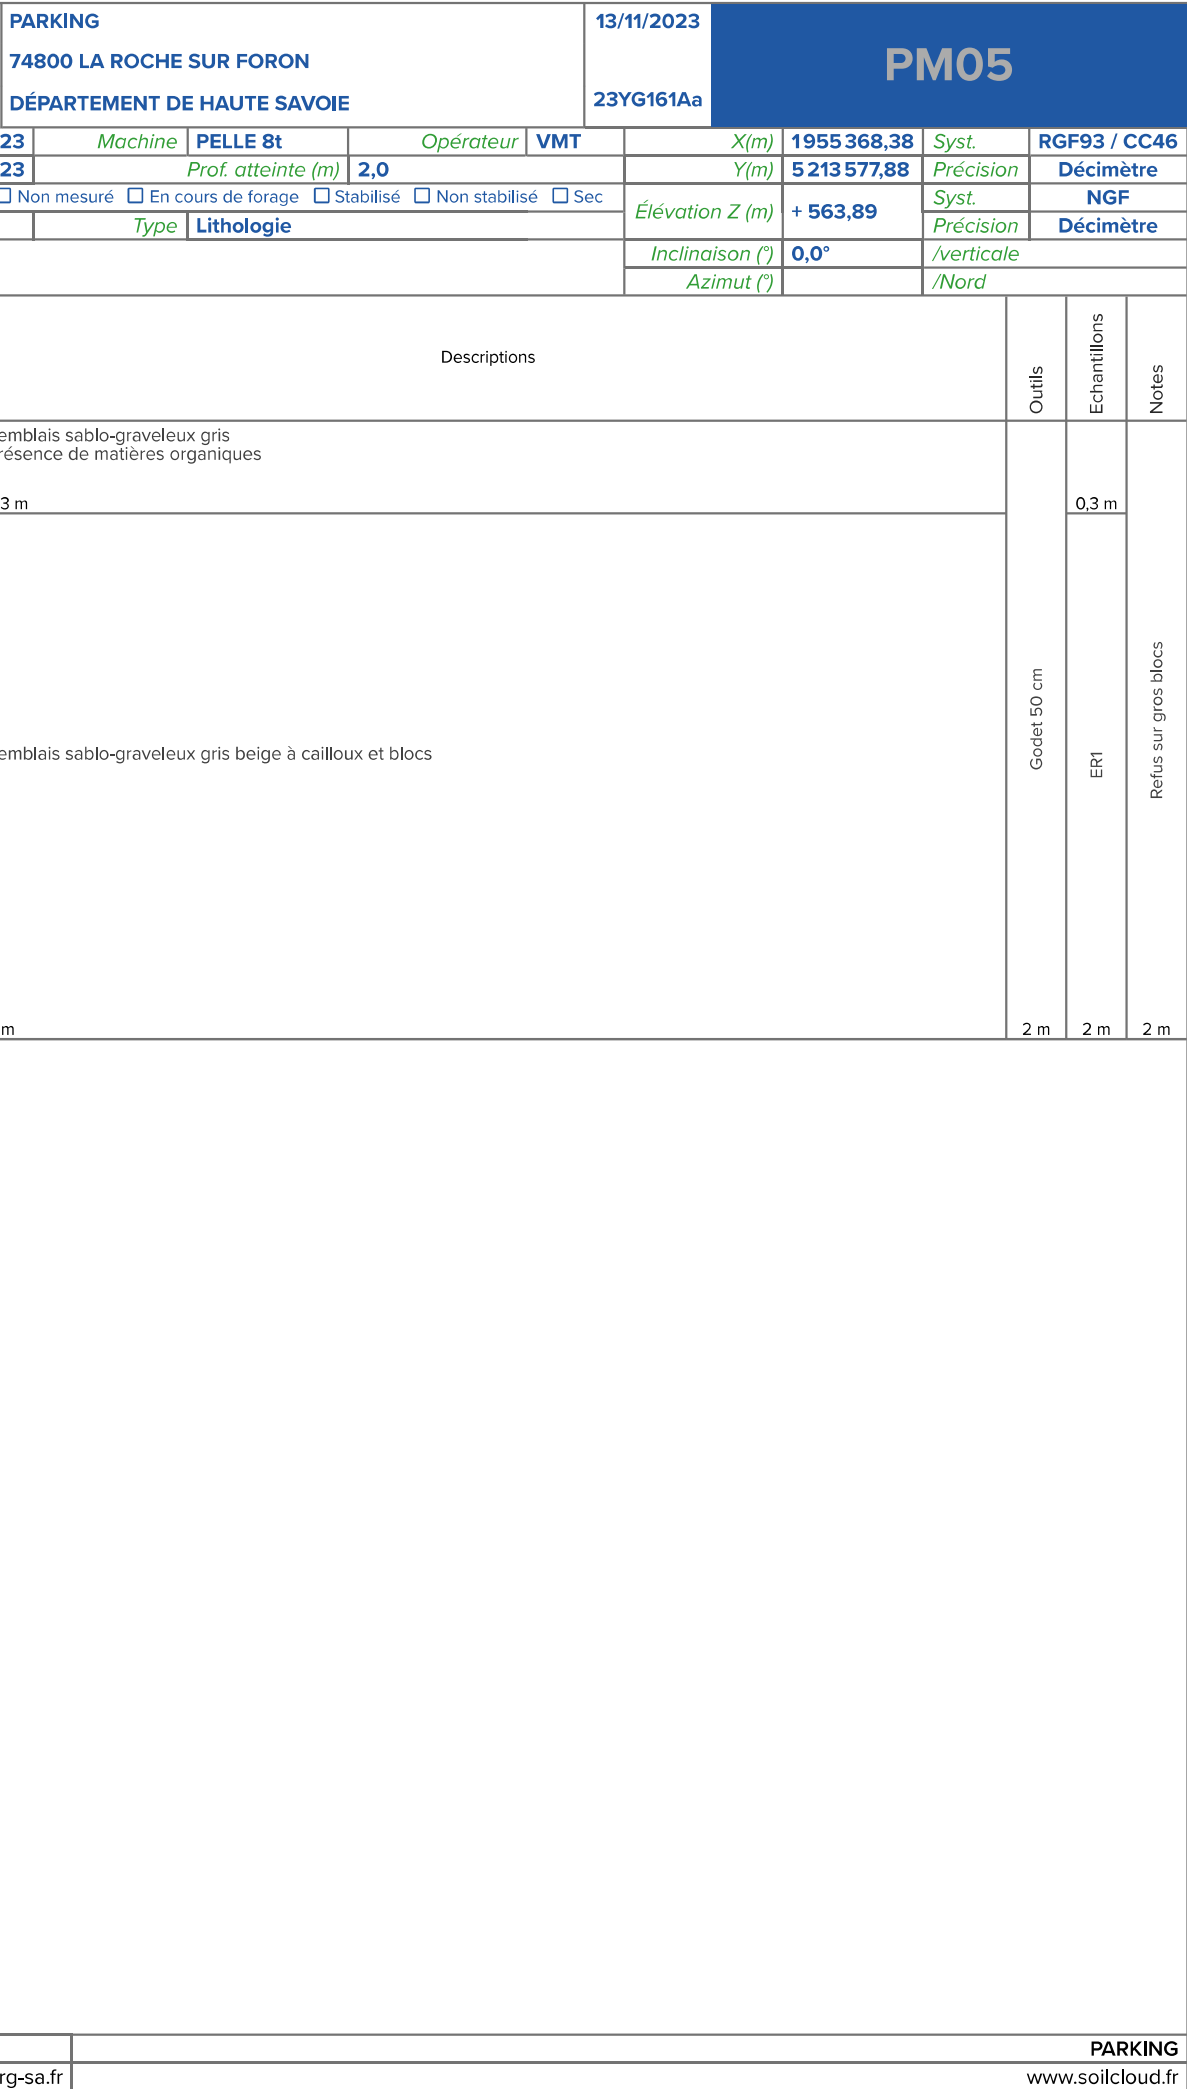 PARKING
74800 LA ROCHE SUR FORON
DÉPARTEMENT DE HAUTE SAVOIE
13/11/2023
23YG161Aa
PM05
23 Machine PELLE 8t Opérateur VMT X(m) 1 955 368,38 Syst. RGF93 / CC46
23 Prof. atteinte (m) 2,0 Y(m) 5 213 577,88 Précision Décimètre
Non mesuré En cours de forage Stabilisé Non stabilisé Sec Élévation Z (m) + 563,89 Syst. NGF
Type Lithologie Précision Décimètre
Inclinaison (°) 0,0° /verticale
Azimut (°) /Nord
Descriptions
Outils
Echantillons
Notes
emblais sablo-graveleux gris
résence de matières organiques
3 m 0,3 m
Godet 50 cm
ER1
Refus sur gros blocs
emblais sablo-graveleux gris beige à cailloux et blocs
m 2 m 2 m 2 m
PARKING
rg-sa.fr www.soilcloud.fr